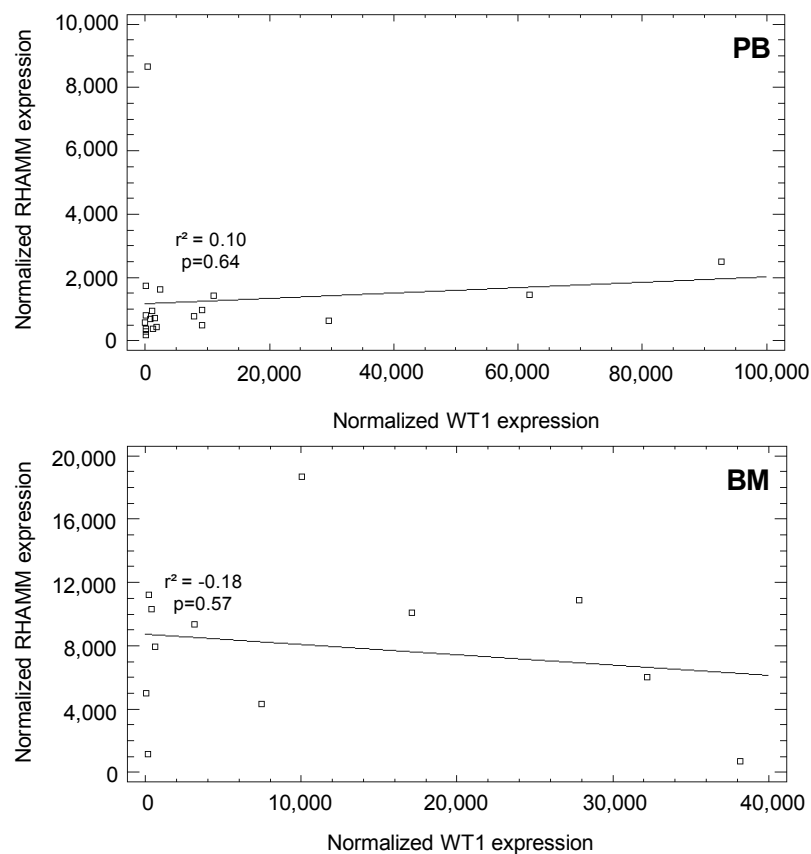 10,000
8,000
6,000
4,000
2,000
0
Normalized RHAMM expression
PB
r² = 0.10
p=0.64
0 20,000 40,000 60,000 80,000 100,000
Normalized WT1 expression
20,000
16,000
12,000
8,000
4,000
0
Normalized RHAMM expression
BM
r² = -0.18
p=0.57
0 10,000 20,000 30,000 40,000
Normalized WT1 expression